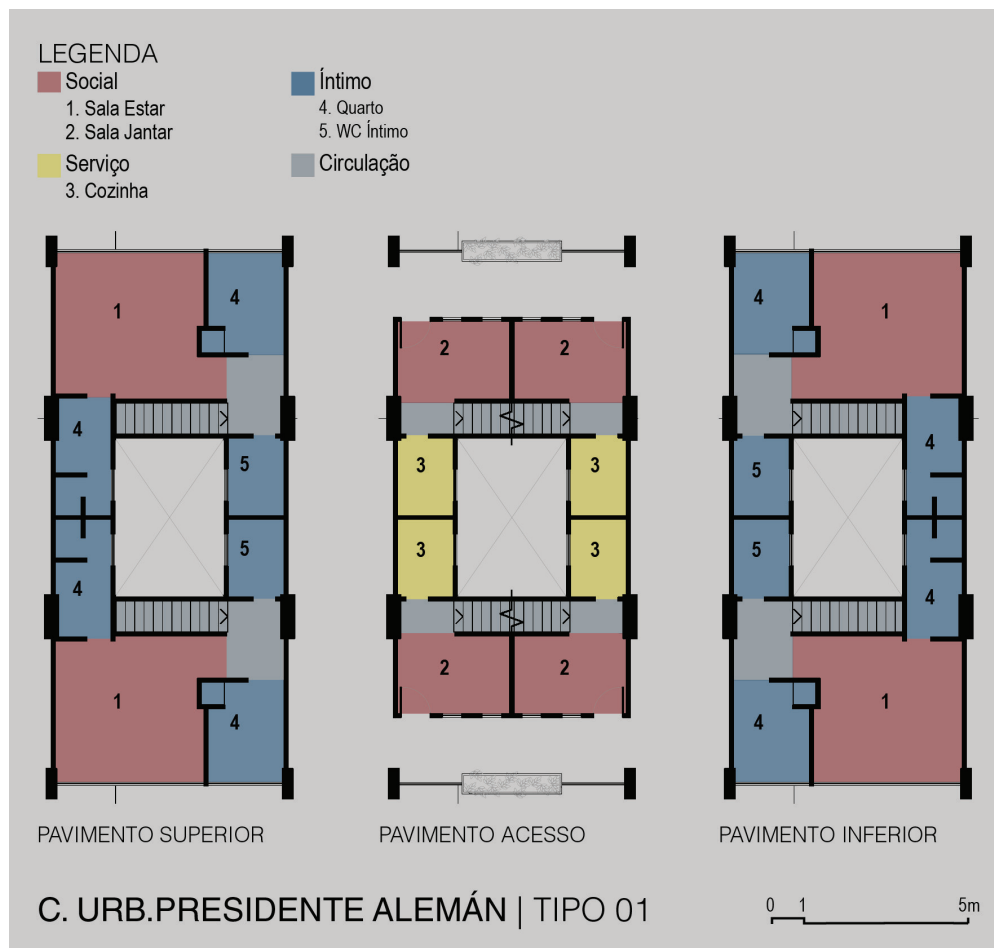 LEGENDA
Social
1. Sala Estar
2. Sala Jantar
Serviço
3. Cozinha
Íntimo
4. Quarto
5. WC Íntimo
Circulação
1
4
4
5
5
4
1
4
2
2
3
3
3
3
2
2
4
1
4
5
5
4
4
1
PAVIMENTO SUPERIOR
PAVIMENTO ACESSO
PAVIMENTO INFERIOR
C. URB.PRESIDENTE ALEMÁN | TIPO 01
0 1 5m